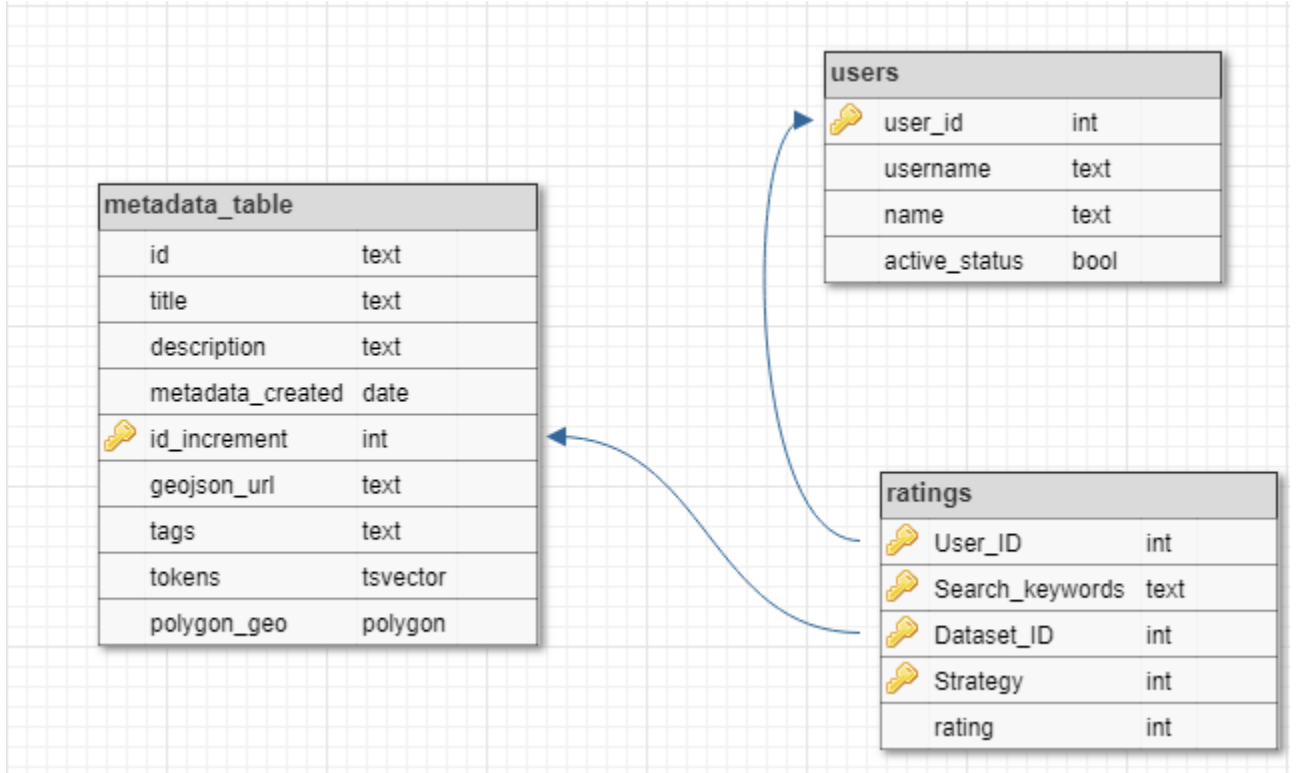 users
user_id int
username text
name text
active_status bool
metadata_table
id text
title text
description text
metadata_created date
id_increment int
geojson_url text
tags text
tokens tsvector
polygon_geo polygon
ratings
User_ID int
Search_keywords text
Dataset_ID int
Strategy int
rating int